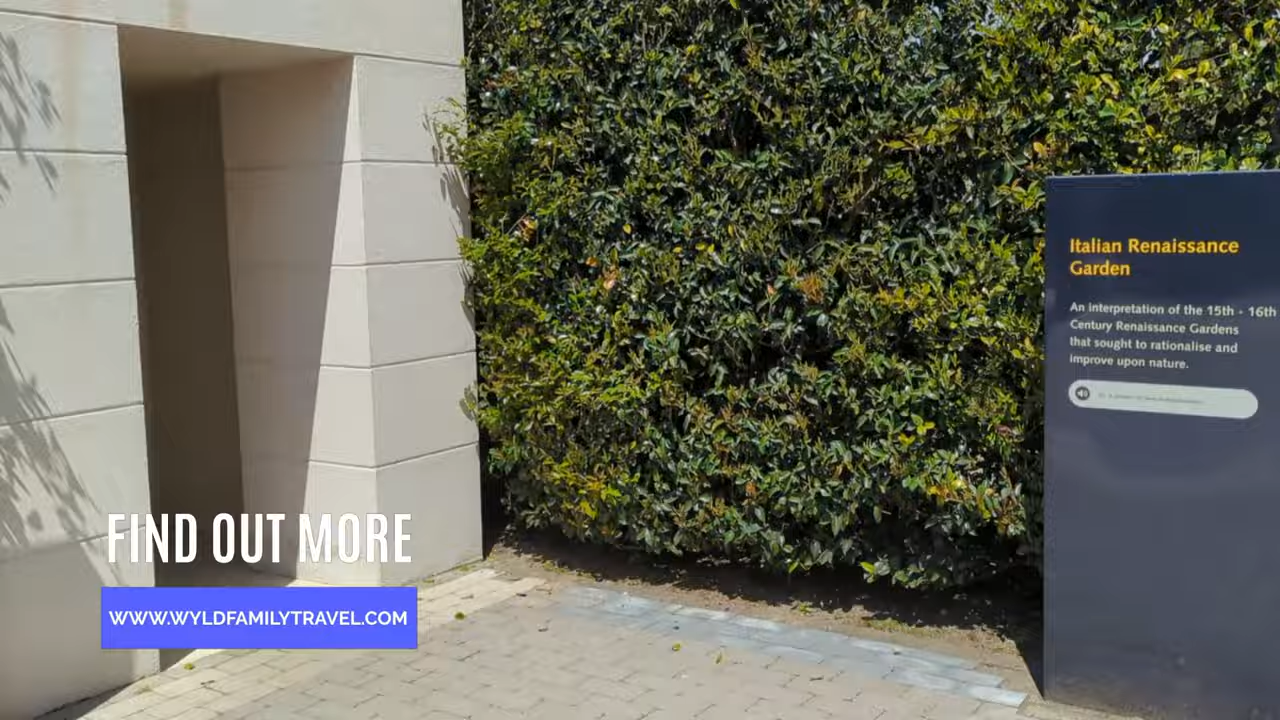 Italian Renaissance
Garden
An interpretation of the 15th - 16th
Century Renaissance Gardens
that sought to rationalise and
improve upon nature.
FIND OUT MORE
WWW.WYLDFAMILYTRAVEL.COM